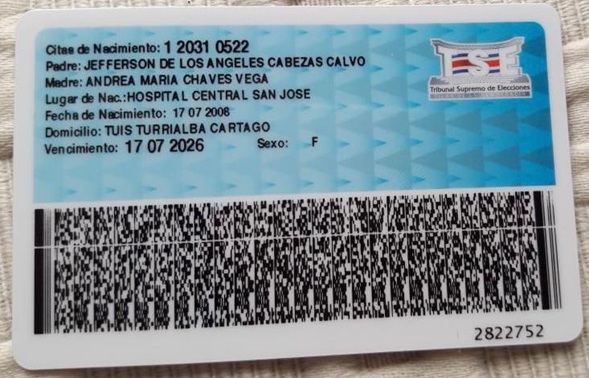 Citas de Nacimiento: 1 2031 0522
Padre: JEFFERSON DE LOS ANGELES CABEZAS CALVO
Madre: ANDREA MARIA CHAVES VEGA
Lugar de Nac.: HOSPITAL CENTRAL SAN JOSE
Fecha de Nacimiento: 17 07 2008
Domicilio: TUIS TURRIALBA CARTAGO
Vencimiento: 17 07 2026 Sexo: F
TSE
Tribunal Supremo de Elecciones
2822752